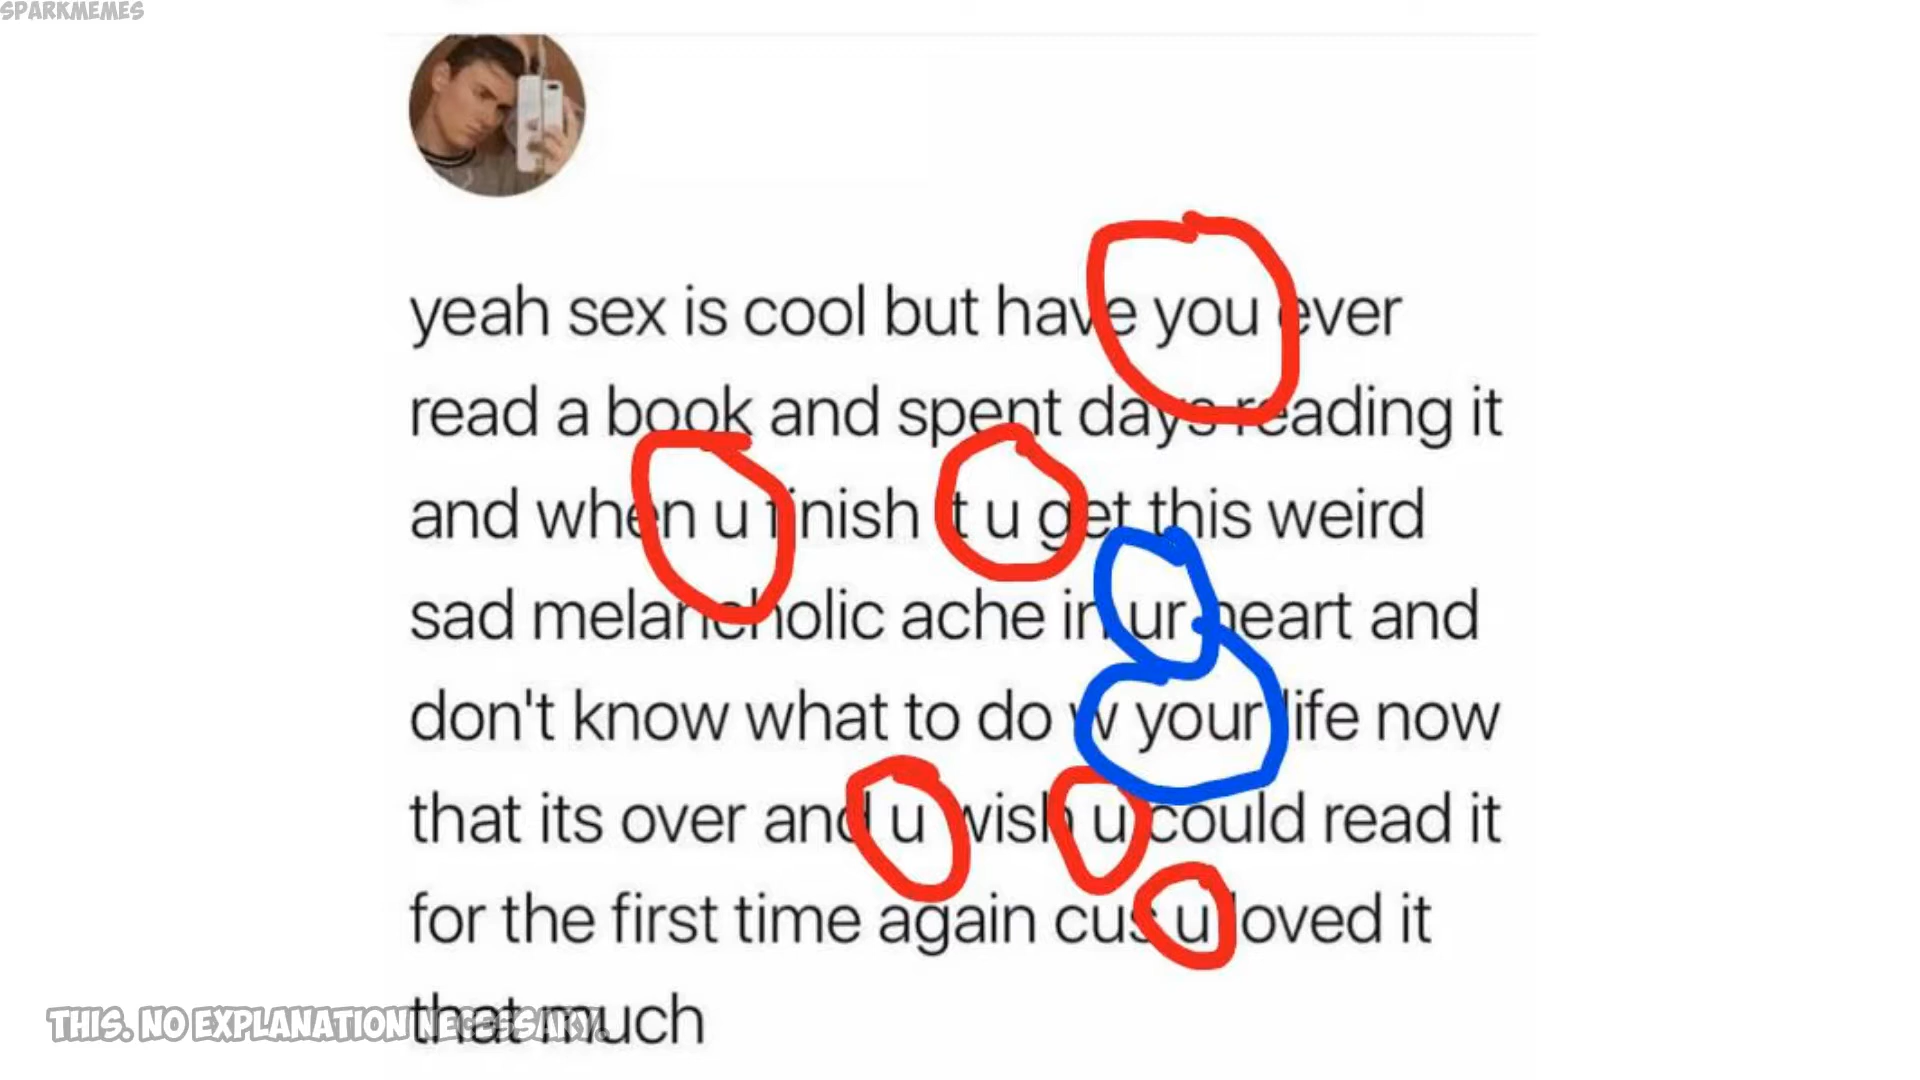 SPARKMEMES
yeah sex is cool but have you ever
read a book and spent days reading it
and when u finish it u get this weird
sad melancholic ache in ur heart and
don't know what to do w your life now
that its over and u wish u could read it
for the first time again cus u loved it
that much
THIS. NO EXPLANATION NECESSARY.